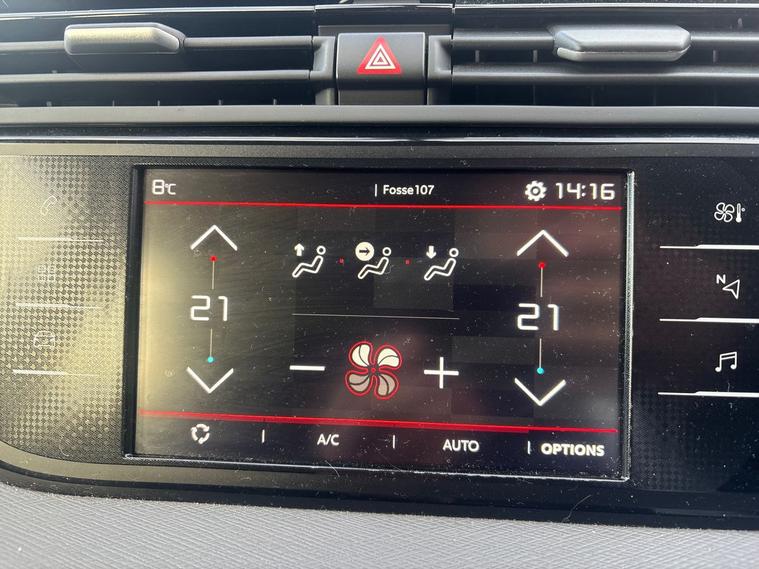 8°C | Fosse107 14:16
21 21
A/C | AUTO | OPTIONS
N